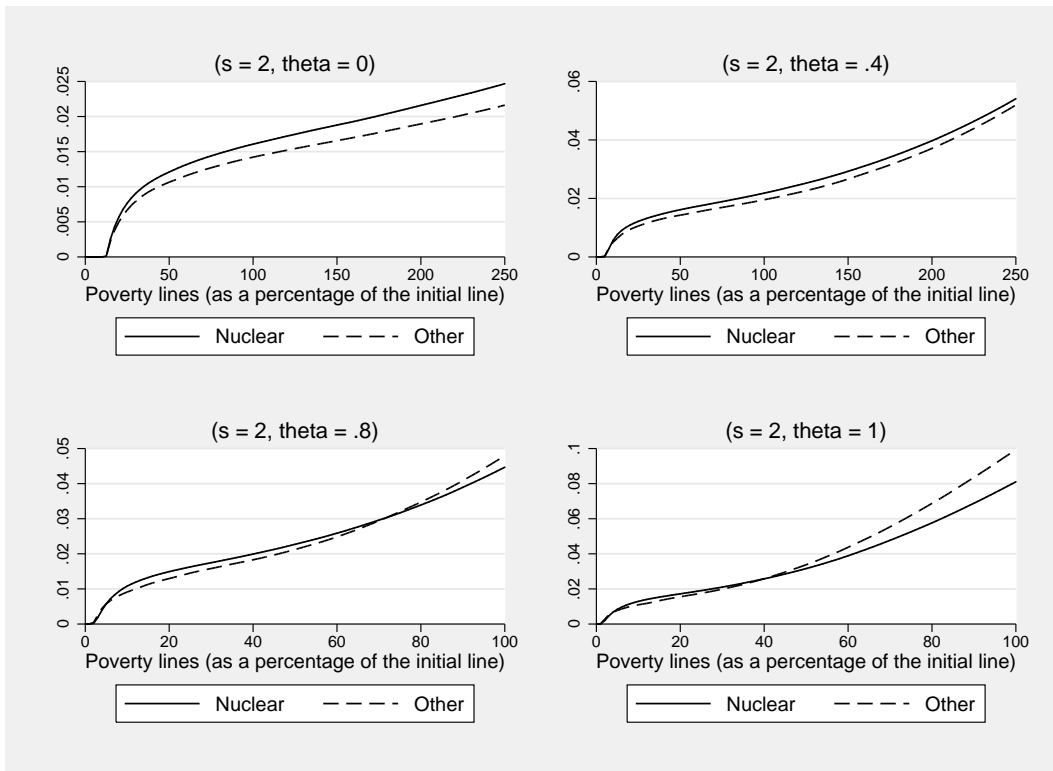 (s = 2, theta = 0)
.025
.02
.015
.01
.005
0
0 50 100 150 200 250
Poverty lines (as a percentage of the initial line)
Nuclear Other
(s = 2, theta = .4)
.06
.04
.02
0
0 50 100 150 200 250
Poverty lines (as a percentage of the initial line)
Nuclear Other
(s = 2, theta = .8)
.05
.04
.03
.02
.01
0
0 20 40 60 80 100
Poverty lines (as a percentage of the initial line)
Nuclear Other
(s = 2, theta = 1)
.1
.08
.06
.04
.02
0
0 20 40 60 80 100
Poverty lines (as a percentage of the initial line)
Nuclear Other